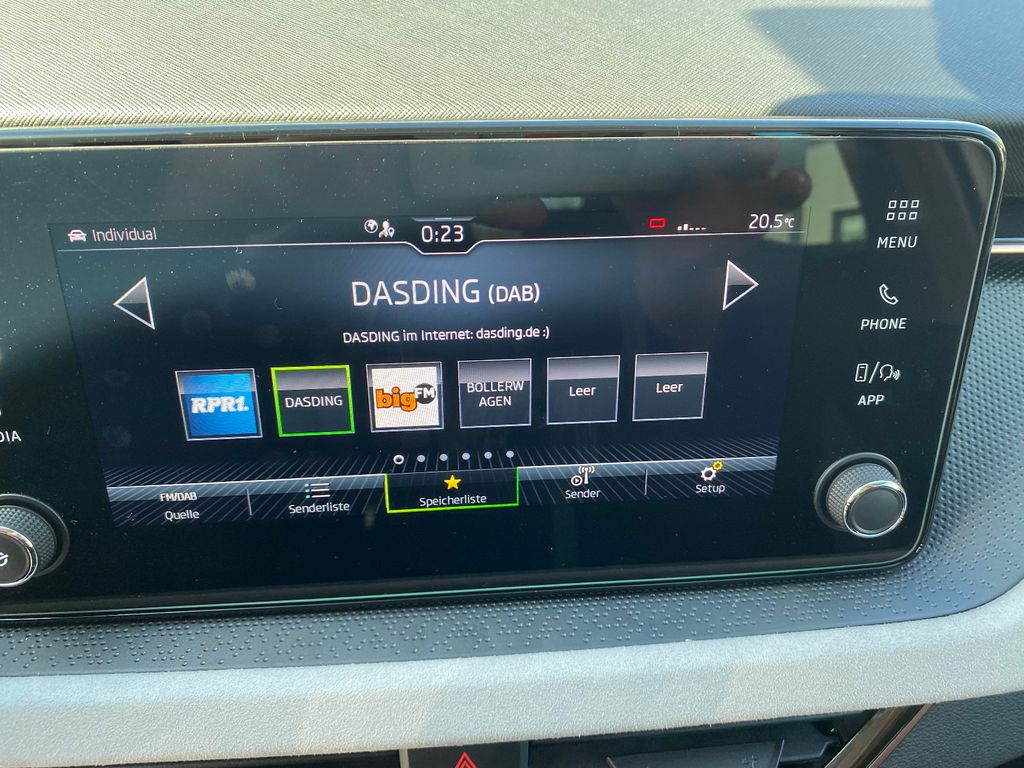 Individual
0:23
20.5°C
MENU
DASDING (DAB)
DASDING im Internet: dasding.de :)
PHONE
RPR1.
DASDING
bigFM
BOLLERW
AGEN
Leer
Leer
APP
DIA
FM/DAB
Quelle
Senderliste
Speicherliste
Sender
Setup